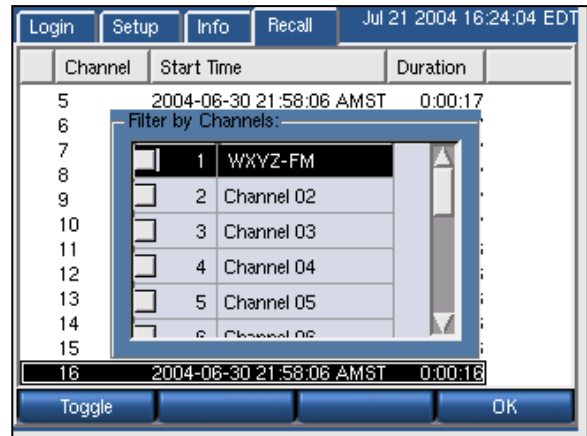 Login Setup Info Recall Jul 21 2004 16:24:04 EDT
Channel Start Time Duration
5 2004-06-30 21:58:06 AMST 0:00:17
6
Filter by Channels:
7
1 WXYZ-FM
8
9
2 Channel 02
10
3 Channel 03
11
12
4 Channel 04
13
5 Channel 05
14
6 Channel 06
15
16 2004-06-30 21:58:06 AMST 0:00:16
Toggle OK